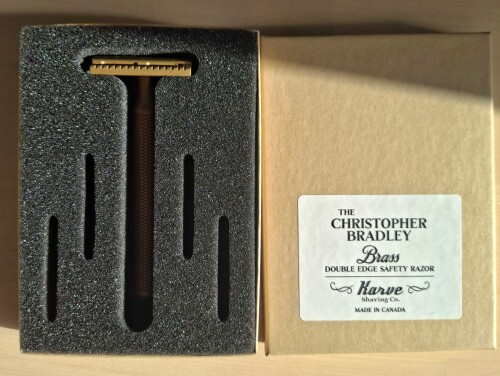 THE
CHRISTOPHER
BRADLEY
Brass
DOUBLE EDGE SAFETY RAZOR
Karve
Shaving Co.
MADE IN CANADA